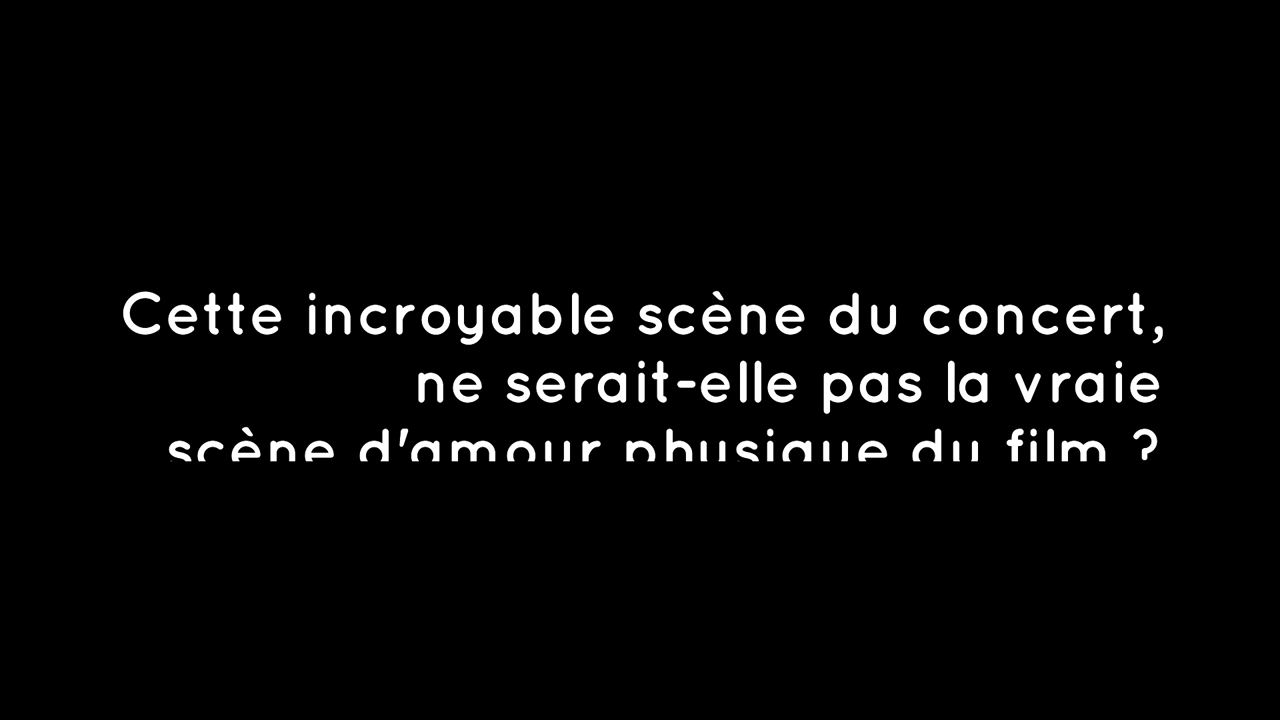 Cette incroyable scène du concert,
ne serait-elle pas la vraie
scène d'amour physique du film ?